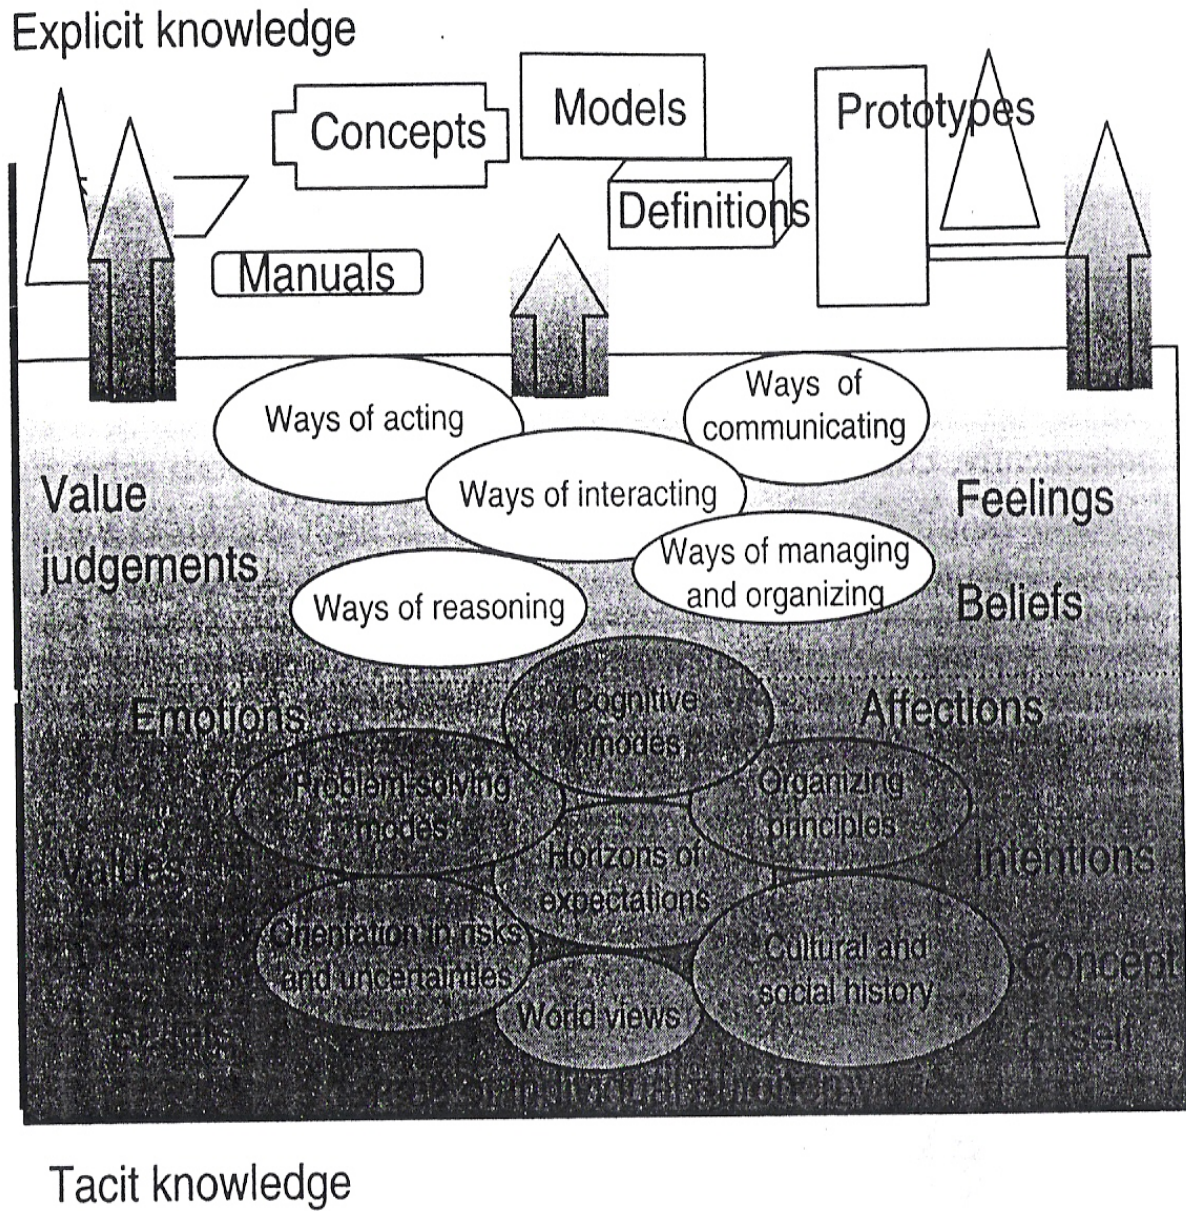 Explicit knowledge
Models
Prototypes
Concepts
Definitions
Manuals
Ways of acting
Ways of
communicating
Value
judgements
Ways of interacting
Feelings
Ways of managing
and organizing
Ways of reasoning
Beliefs
Emotions
Cognitive
modes
Affections
Problem-solving
modes
Organizing
principles
Values
Horizons of
expectations
Intentions
Orientation in risks
and uncertainties
Cultural and
social history
Concept
self
World views
Tacit knowledge